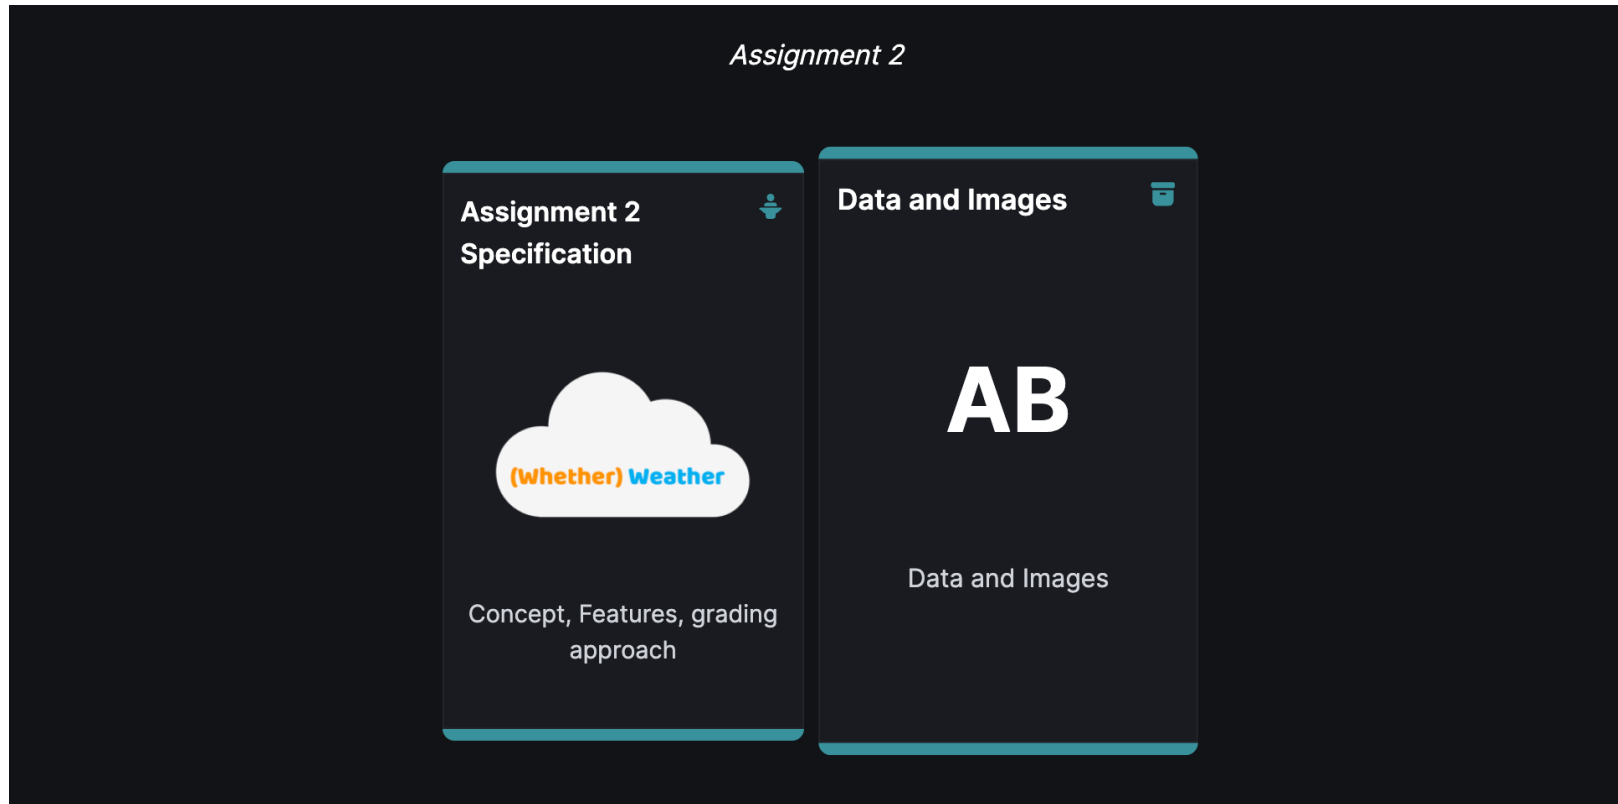 Assignment 2
Assignment 2
Specification
(Whether) Weather
Concept, Features, grading
approach
Data and Images
AB
Data and Images